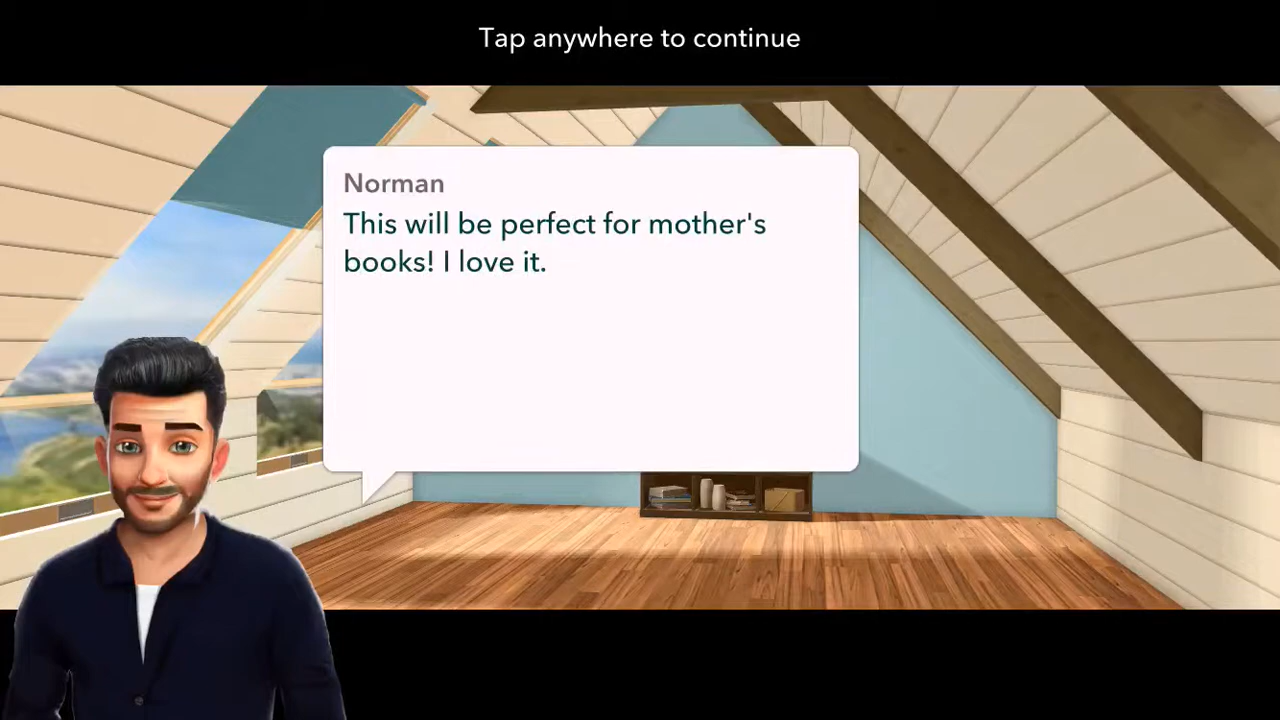 Tap anywhere to continue
Norman
This will be perfect for mother's
books! I love it.